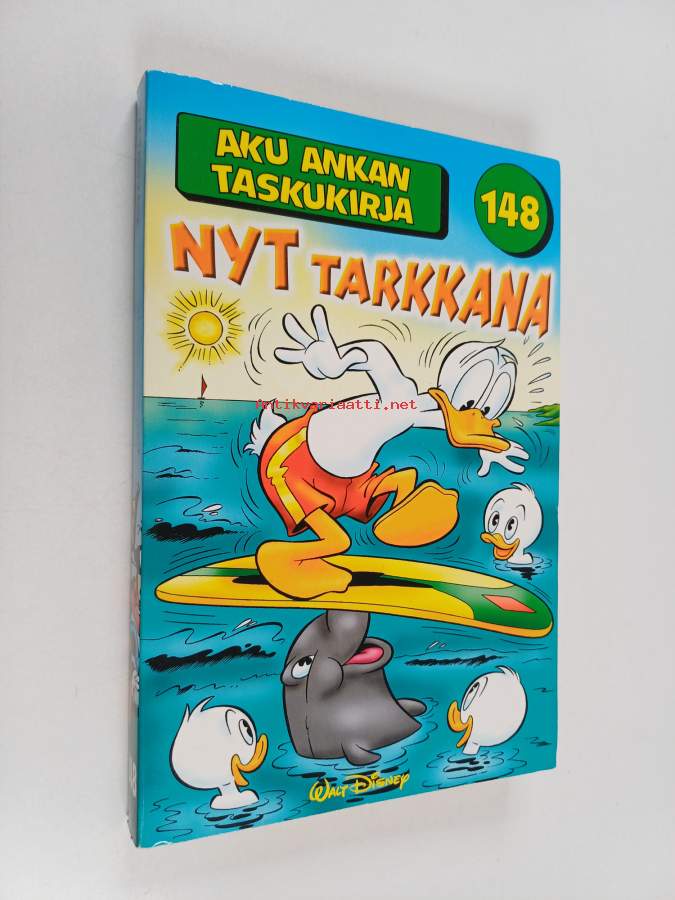 AKU ANKAN
TASKUKIRJA
148
NYT TARKKANA
Antikvariaatti.net
WALT DISNEY